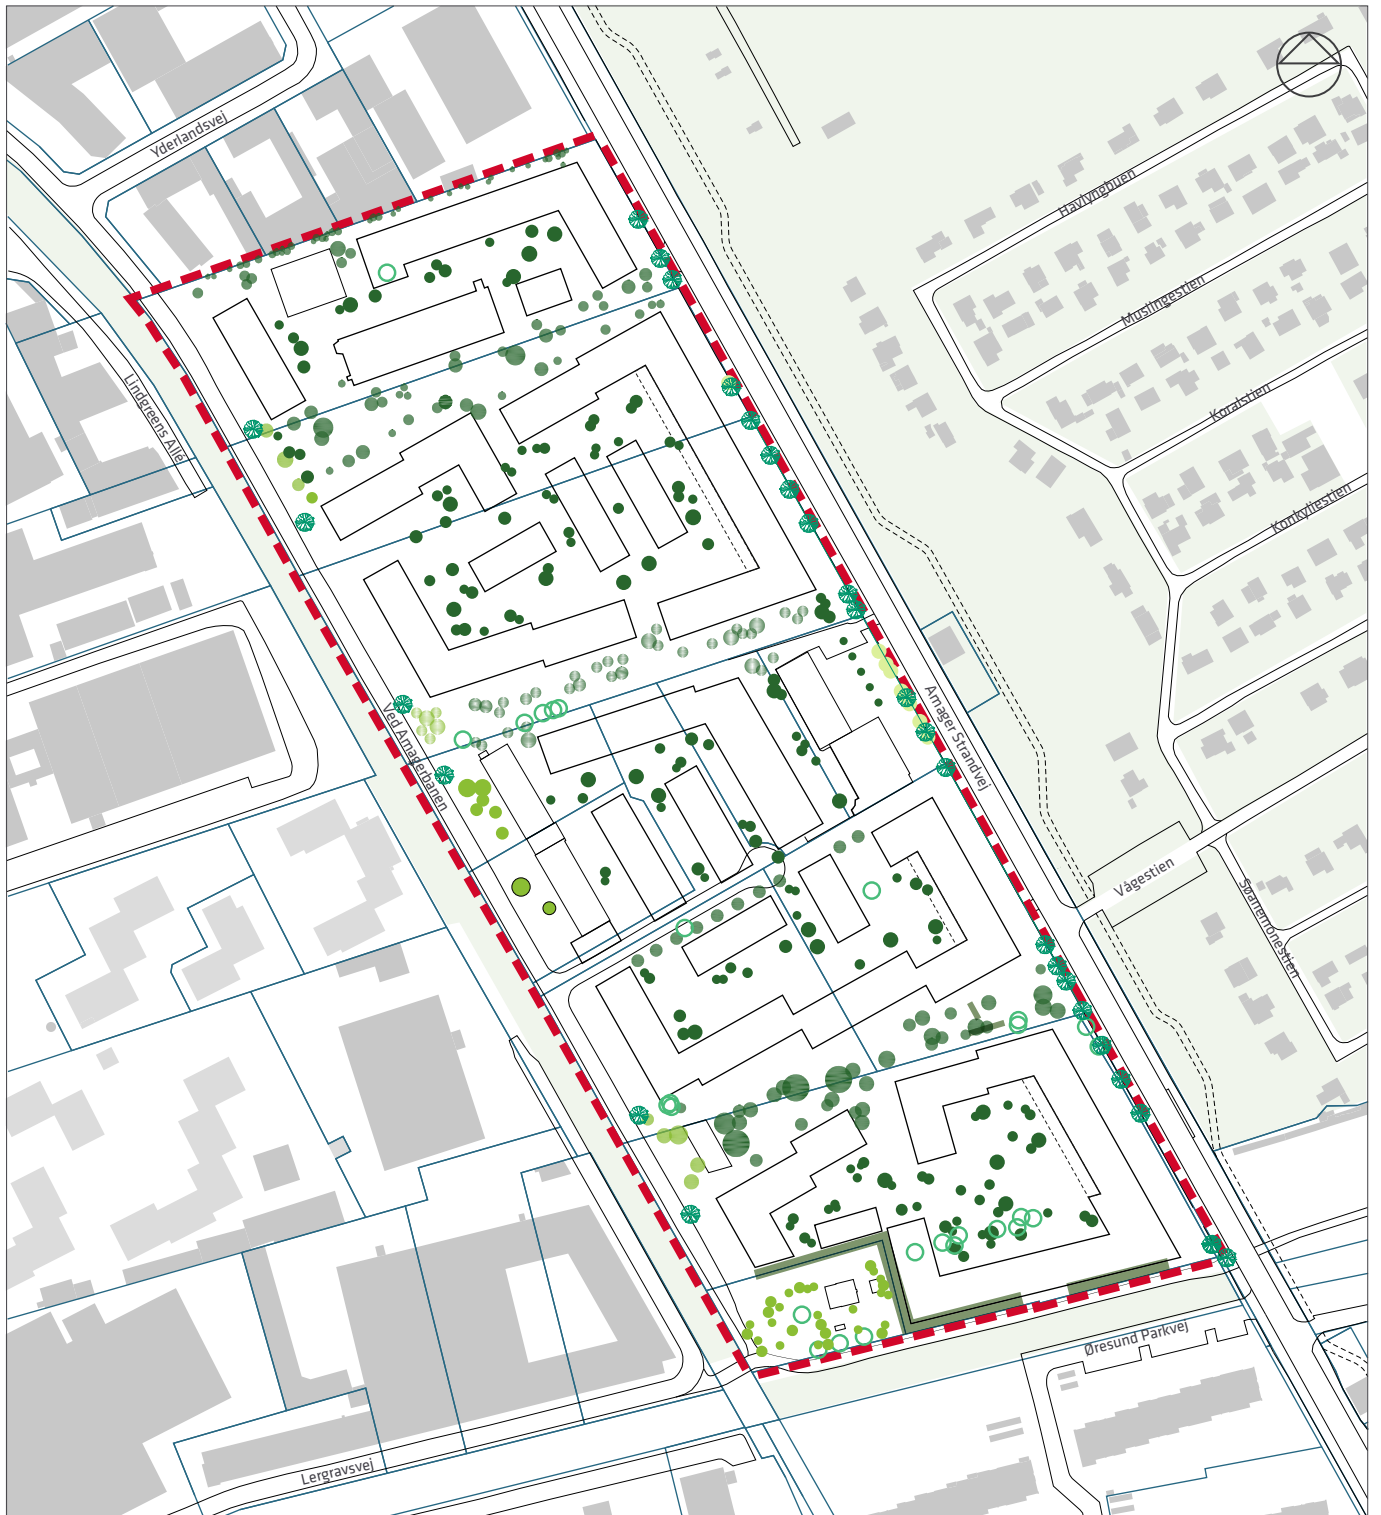 Yderlandsvej
Havlyngbuen
Muslingestien
Lindgreens Allé
Koralstien
Konkyliestien
Amager Strandvej
Ved Amagerbanen
Vågestien
Søanemonestien
Øresund Parkvej
Lergravsvej